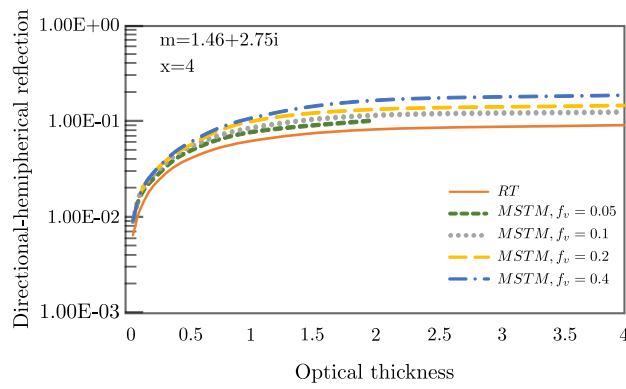 1.00E+00
m=1.46+2.75i
x=4
1.00E-01
1.00E-02
1.00E-03
Directional-hemipherical reflection
RT
MSTM, f_v = 0.05
MSTM, f_v = 0.1
MSTM, f_v = 0.2
MSTM, f_v = 0.4
0 0.5 1 1.5 2 2.5 3 3.5 4
Optical thickness